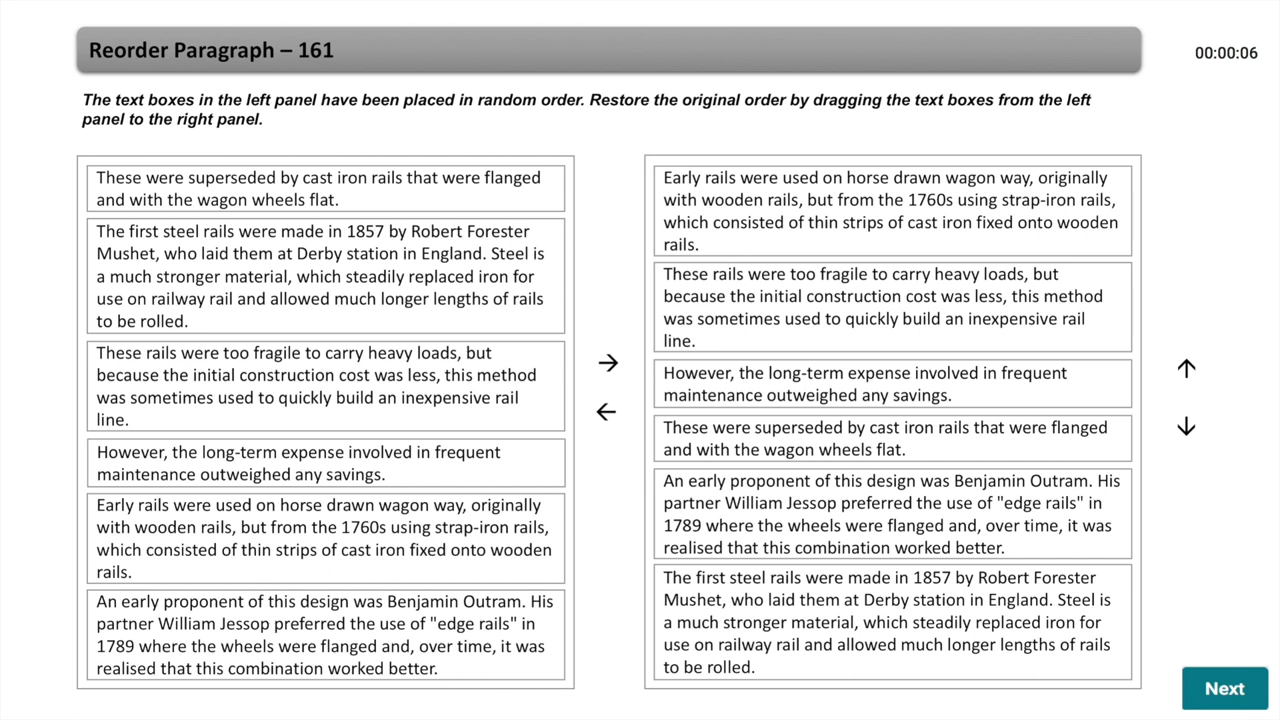 Reorder Paragraph – 161
00:00:06
The text boxes in the left panel have been placed in random order. Restore the original order by dragging the text boxes from the left
panel to the right panel.
These were superseded by cast iron rails that were flanged
and with the wagon wheels flat.
The first steel rails were made in 1857 by Robert Forester
Mushet, who laid them at Derby station in England. Steel is
a much stronger material, which steadily replaced iron for
use on railway rail and allowed much longer lengths of rails
to be rolled.
These rails were too fragile to carry heavy loads, but
because the initial construction cost was less, this method
was sometimes used to quickly build an inexpensive rail
line.
However, the long-term expense involved in frequent
maintenance outweighed any savings.
Early rails were used on horse drawn wagon way, originally
with wooden rails, but from the 1760s using strap-iron rails,
which consisted of thin strips of cast iron fixed onto wooden
rails.
An early proponent of this design was Benjamin Outram. His
partner William Jessop preferred the use of "edge rails" in
1789 where the wheels were flanged and, over time, it was
realised that this combination worked better.
Early rails were used on horse drawn wagon way, originally
with wooden rails, but from the 1760s using strap-iron rails,
which consisted of thin strips of cast iron fixed onto wooden
rails.
These rails were too fragile to carry heavy loads, but
because the initial construction cost was less, this method
was sometimes used to quickly build an inexpensive rail
line.
However, the long-term expense involved in frequent
maintenance outweighed any savings.
These were superseded by cast iron rails that were flanged
and with the wagon wheels flat.
An early proponent of this design was Benjamin Outram. His
partner William Jessop preferred the use of "edge rails" in
1789 where the wheels were flanged and, over time, it was
realised that this combination worked better.
The first steel rails were made in 1857 by Robert Forester
Mushet, who laid them at Derby station in England. Steel is
a much stronger material, which steadily replaced iron for
use on railway rail and allowed much longer lengths of rails
to be rolled.
Next